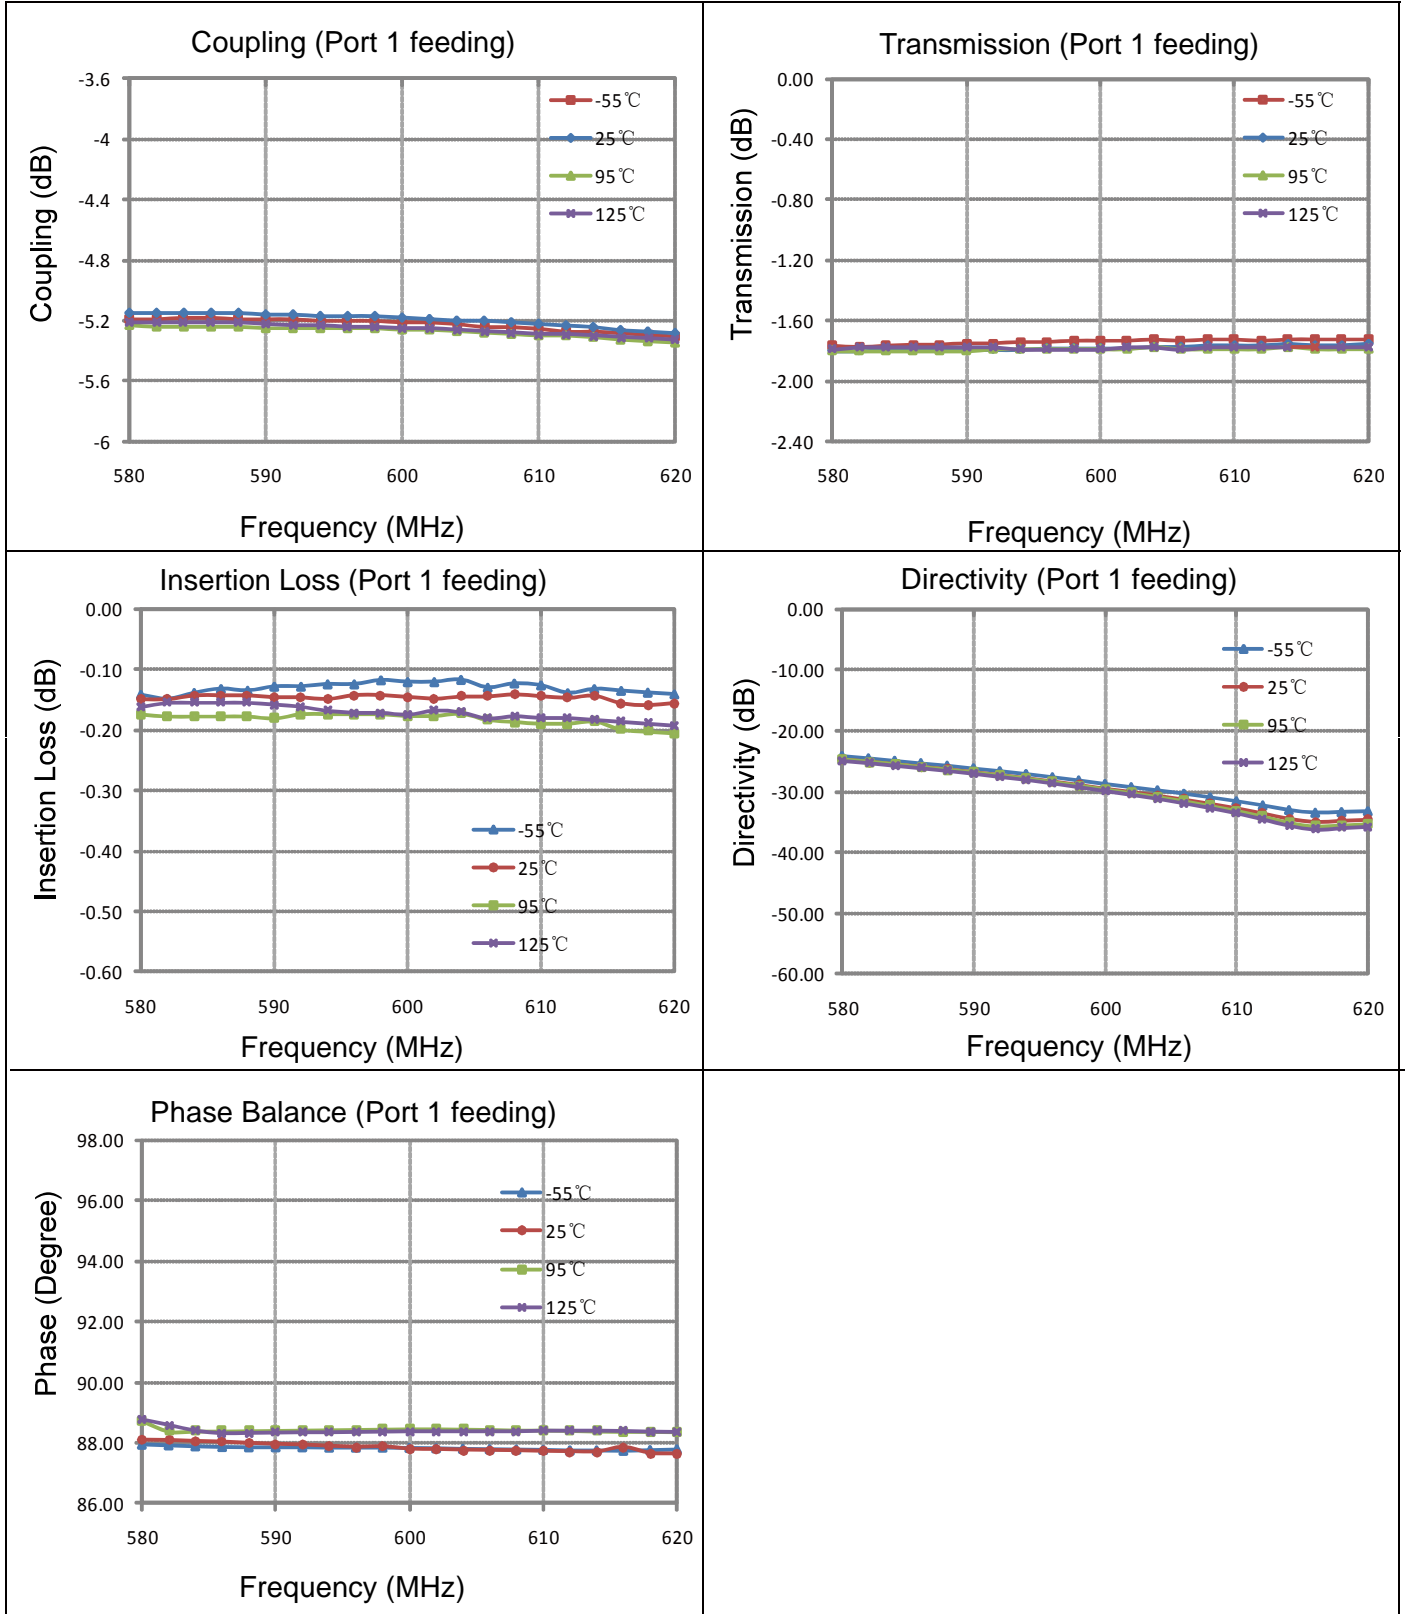 Coupling (Port 1 feeding)
Coupling (dB)
-3.6
-4
-4.4
-4.8
-5.2
-5.6
-6
-55℃
25℃
95℃
125℃
580 590 600 610 620
Frequency (MHz)
Transmission (Port 1 feeding)
Transmission (dB)
0.00
-0.40
-0.80
-1.20
-1.60
-2.00
-2.40
-55℃
25℃
95℃
125℃
580 590 600 610 620
Frequency (MHz)
Insertion Loss (Port 1 feeding)
Insertion Loss (dB)
0.00
-0.10
-0.20
-0.30
-0.40
-0.50
-0.60
-55℃
25℃
95℃
125℃
580 590 600 610 620
Frequency (MHz)
Directivity (Port 1 feeding)
Directivity (dB)
0.00
-10.00
-20.00
-30.00
-40.00
-50.00
-60.00
-55℃
25℃
95℃
125℃
580 590 600 610 620
Frequency (MHz)
Phase Balance (Port 1 feeding)
Phase (Degree)
98.00
96.00
94.00
92.00
90.00
88.00
86.00
-55℃
25℃
95℃
125℃
580 590 600 610 620
Frequency (MHz)